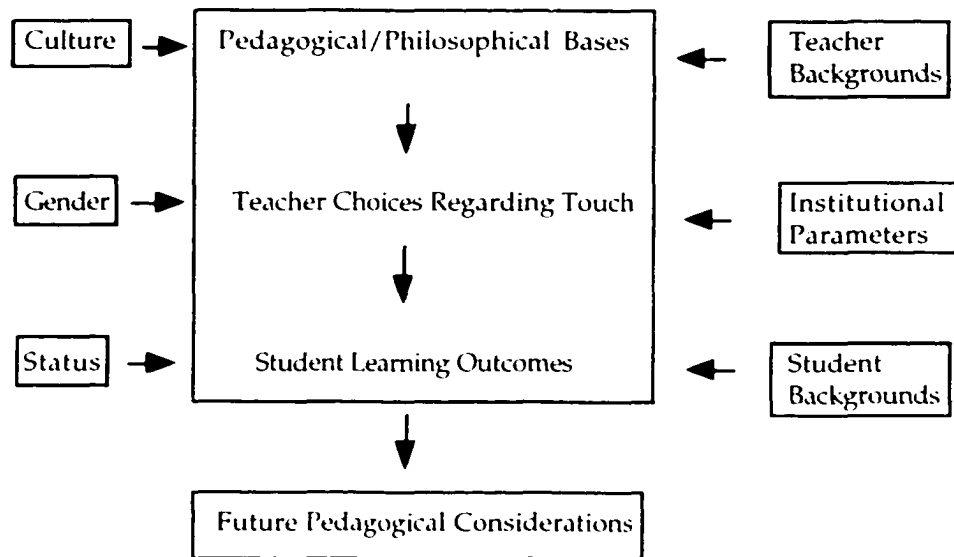 Culture
Pedagogical/Philosophical Bases
Teacher
Backgrounds
Gender
Teacher Choices Regarding Touch
Institutional
Parameters
Status
Student Learning Outcomes
Student
Backgrounds
Future Pedagogical Considerations